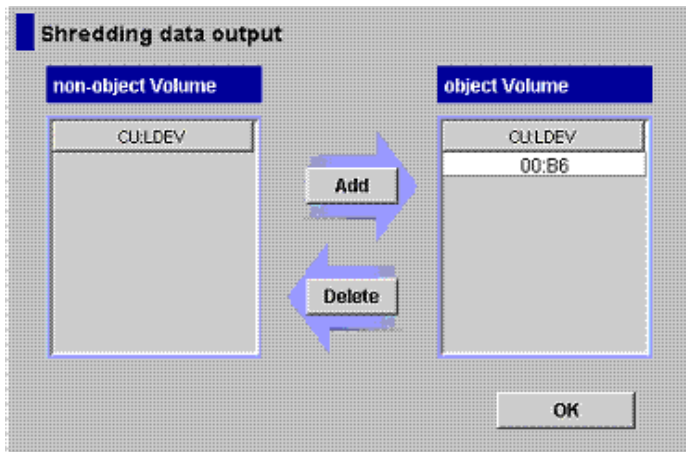 Shredding data output
non-object Volume
object Volume
CU:LDEV
CU:LDEV
00:B6
Add
Delete
OK